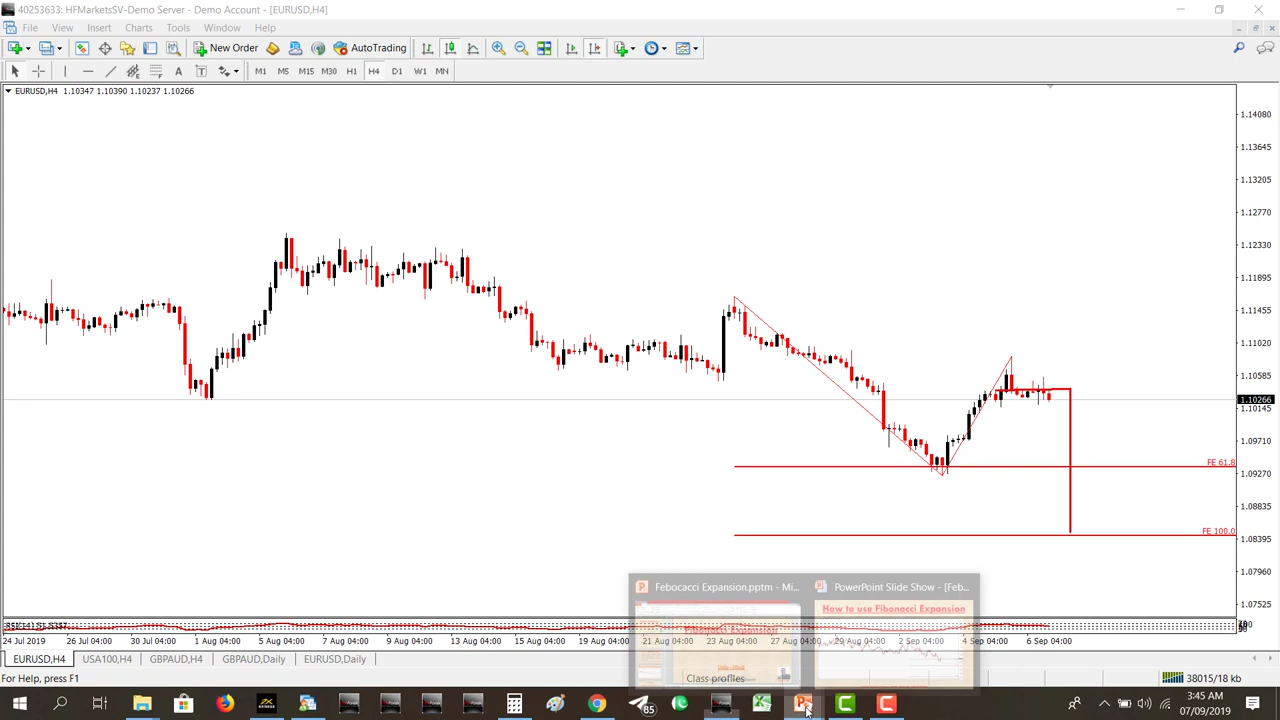 40253633: HFMarketsSV-Demo Server - Demo Account - [EURUSD,H4]
File View Insert Charts Tools Window Help
New Order AutoTrading
M1 M5 M15 M30 H1 H4 D1 W1 MN
EURUSD,H4 1.10347 1.10390 1.10237 1.10266
1.14080
1.13645
1.13205
1.12770
1.12330
1.11895
1.11455
1.11020
1.10585
1.10266
1.10145
1.09710
FE 61.8
1.09270
1.08835
FE 100.0
1.08395
1.07960
1.07525
Febocacci Expansion.pptm - Mi...
PowerPoint Slide Show - [Feb...
How to use Fibonacci Expansion
Fibonacci Expansion
Class profiles
24 Jul 2019 26 Jul 04:00 30 Jul 04:00 1 Aug 04:00 5 Aug 04:00 7 Aug 04:00 9 Aug 04:00 13 Aug 04:00 15 Aug 04:00 19 Aug 04:00 21 Aug 04:00 23 Aug 04:00 27 Aug 04:00 29 Aug 04:00 2 Sep 04:00 4 Sep 04:00 6 Sep 04:00
EURUSD,H4 USA100,H4 GBPAUD,H4 GBPAUD,Daily EURUSD,Daily
For Help, press F1
38015/18 kb
85
3:45 AM
07/09/2019